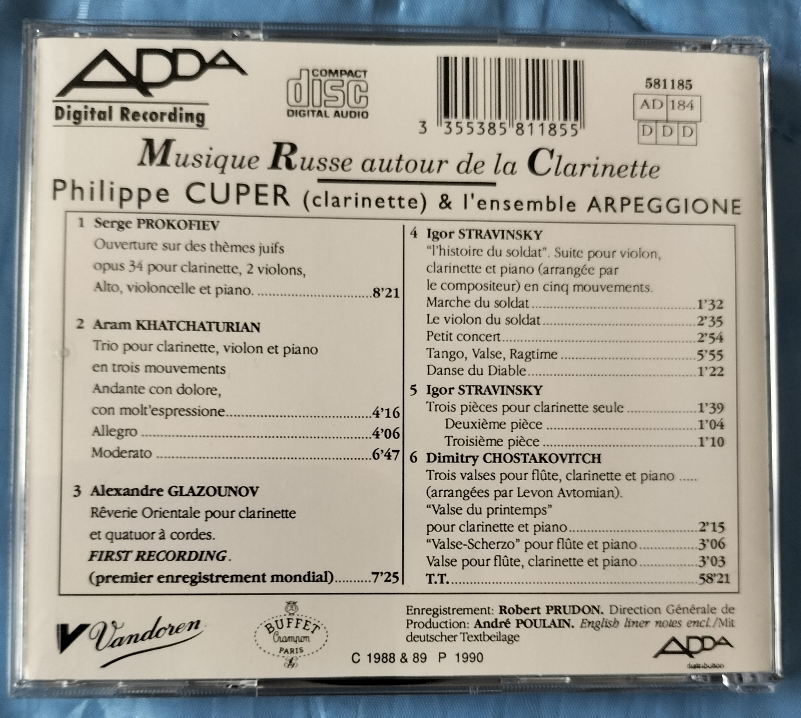 ADDA
Digital Recording
COMPACT
disc
DIGITAL AUDIO
3 355385 811855
581185
AD 184
D D D
Musique Russe autour de la Clarinette
Philippe CUPER (clarinette) & l'ensemble ARPEGGIONE
1 Serge PROKOFIEV
Ouverture sur des thèmes juifs
opus 34 pour clarinette, 2 violons,
Alto, violoncelle et piano. ........................8'21
2 Aram KHATCHATURIAN
Trio pour clarinette, violon et piano
en trois mouvements
Andante con dolore,
con molt'espressione..............................4'16
Allegro ................................................4'06
Moderato .............................................6'47
3 Alexandre GLAZOUNOV
Rêverie Orientale pour clarinette
et quatuor à cordes.
FIRST RECORDING.
(premier enregistrement mondial).........7'25
4 Igor STRAVINSKY
"l'histoire du soldat". Suite pour violon,
clarinette et piano (arrangée par
le compositeur) en cinq mouvements.
Marche du soldat....................................1'32
Le violon du soldat.................................2'35
Petit concert..........................................2'54
Tango, Valse, Ragtime ............................5'55
Danse du Diable.....................................1'22
5 Igor STRAVINSKY
Trois pièces pour clarinette seule ...............1'39
Deuxième pièce ................................1'04
Troisième pièce ................................1'10
6 Dimitry CHOSTAKOVITCH
Trois valses pour flûte, clarinette et piano .....
(arrangées par Levon Avtomian).
"Valse du printemps"
pour clarinette et piano...........................2'15
"Valse-Scherzo" pour flûte et piano............3'06
Valse pour flûte, clarinette et piano............3'03
T.T. ....................................................58'21
Vandoren
BUFFET
Crampon
PARIS
C 1988 & 89 P 1990
Enregistrement: Robert PRUDON. Direction Générale de
Production: André POULAIN. English liner notes encl./Mit
deutscher Textbeilage
ADDA
distribution